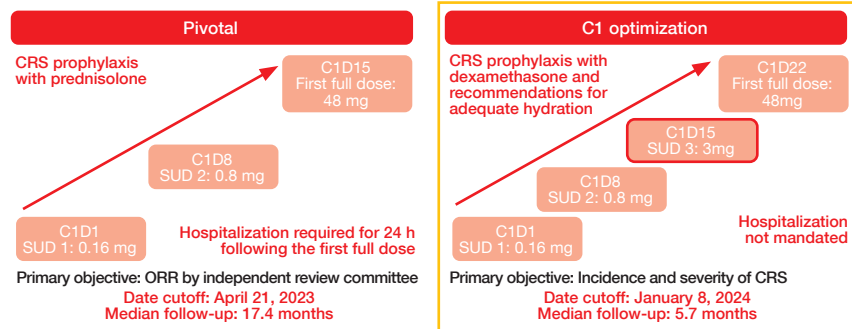 Pivotal
CRS prophylaxis
with prednisolone
C1D15
First full dose:
48 mg
C1D8
SUD 2: 0.8 mg
C1D1
SUD 1: 0.16 mg
Hospitalization required for 24 h
following the first full dose
Primary objective: ORR by independent review committee
Date cutoff: April 21, 2023
Median follow-up: 17.4 months
C1 optimization
CRS prophylaxis with
dexamethasone and
recommendations for
adequate hydration
C1D22
First full dose:
48mg
C1D15
SUD 3: 3mg
C1D8
SUD 2: 0.8 mg
C1D1
SUD 1: 0.16 mg
Hospitalization
not mandated
Primary objective: Incidence and severity of CRS
Date cutoff: January 8, 2024
Median follow-up: 5.7 months